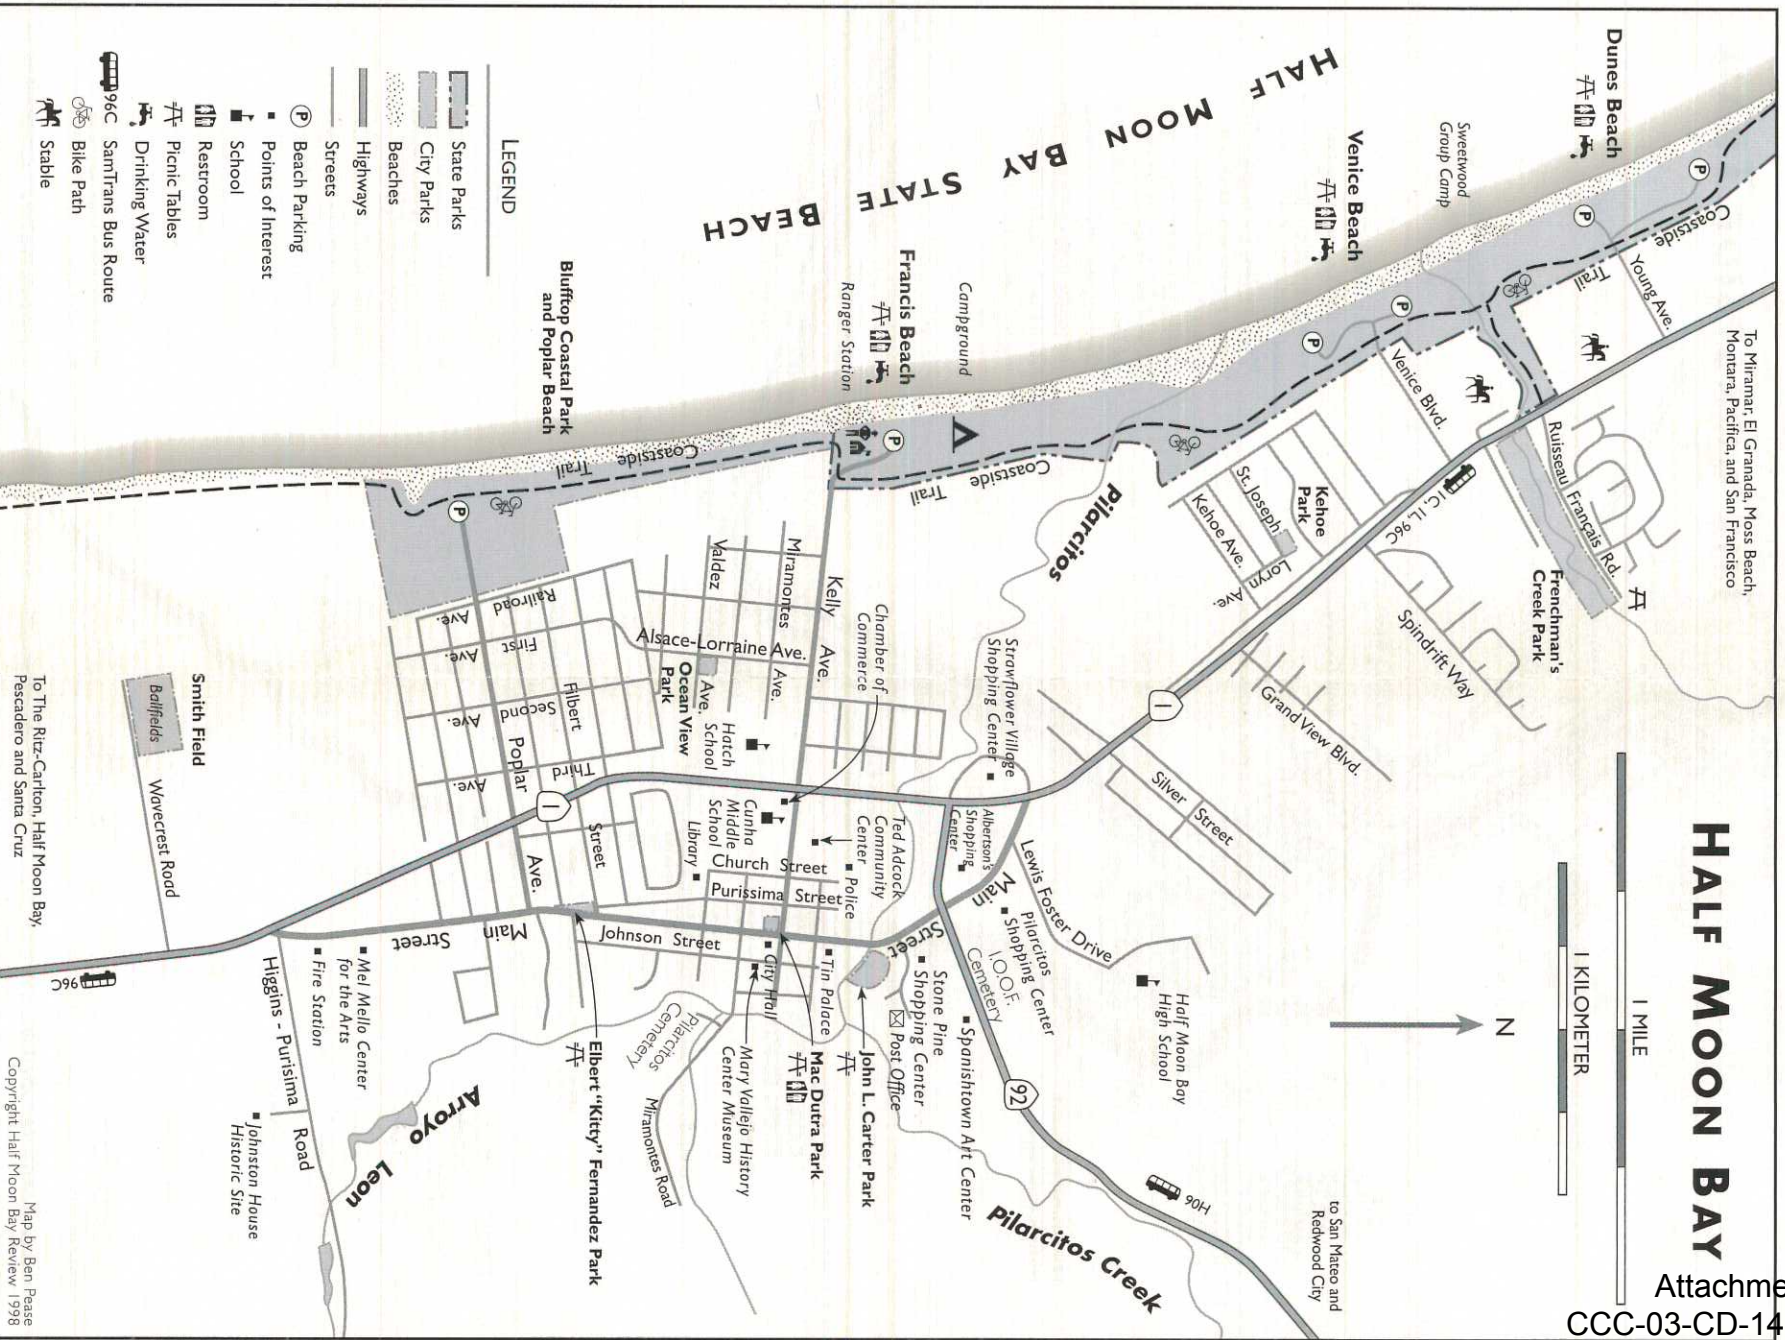 HALF MOON BAY
1 MILE
1 KILOMETER
N
To Miramar, El Granada, Moss Beach,
Montara, Pacifica, and San Francisco
to San Mateo and
Redwood City
Dunes Beach
Sweetwood
Group Camp
Venice Beach
HALF MOON BAY STATE BEACH
Campground
Francis Beach
Ranger Station
Blufftop Coastal Park
and Poplar Beach
Coastside
Trail
Young Ave.
Venice Blvd.
Ruisseau Français Rd.
Frenchman's
Creek Park
1C, 1L, 96C
Spindrift Way
Grand View Blvd.
Kehoe
Park
St. Joseph
Kehoe Ave.
Loryn
Ave.
Pilarcitos
Coastside
Trail
1
Silver Street
Strawflower Village
Shopping Center
Albertson's
Shopping
Center
Lewis Foster Drive
Main
Street
Pilarcitos
Shopping Center
I.O.O.F.
Cemetery
Half Moon Bay
High School
92
90H
Pilarcitos Creek
Spanishtown Art Center
Stone Pine
Shopping Center
Post Office
John L. Carter Park
Mac Dutra Park
Tin Palace
City Hall
Mary Vallejo History
Center Museum
Chamber of
Commerce
Ted Adcock
Community
Center
Police
Kelly Ave.
Miramontes Ave.
Valdez Ave.
Alsace-Lorraine Ave.
Ocean View
Park
Hatch
School
Cunha
Middle
School
Library
Church Street
Purissima Street
Johnson Street
Pilarcitos
Cemetery
Miramontes Road
Elbert "Kitty" Fernandez Park
Coastside
Trail
Railroad
Ave.
First
Ave.
Second
Ave.
Third
Ave.
Filbert
Street
Poplar
Ave.
1
Main
Street
Smith Field
Ballfields
Wavecrest Road
Mel Mello Center
for the Arts
Fire Station
Higgins - Purisima Road
Johnston House
Historic Site
Arroyo
Leon
96C
To The Ritz-Carlton, Half Moon Bay,
Pescadero and Santa Cruz
LEGEND
State Parks
City Parks
Beaches
Highways
Streets
P Beach Parking
Points of Interest
School
Restroom
Picnic Tables
Drinking Water
96C SamTrans Bus Route
Bike Path
Stable
Map by Ben Pease
Copyright Half Moon Bay Review 1998
Attachme
CCC-03-CD-14